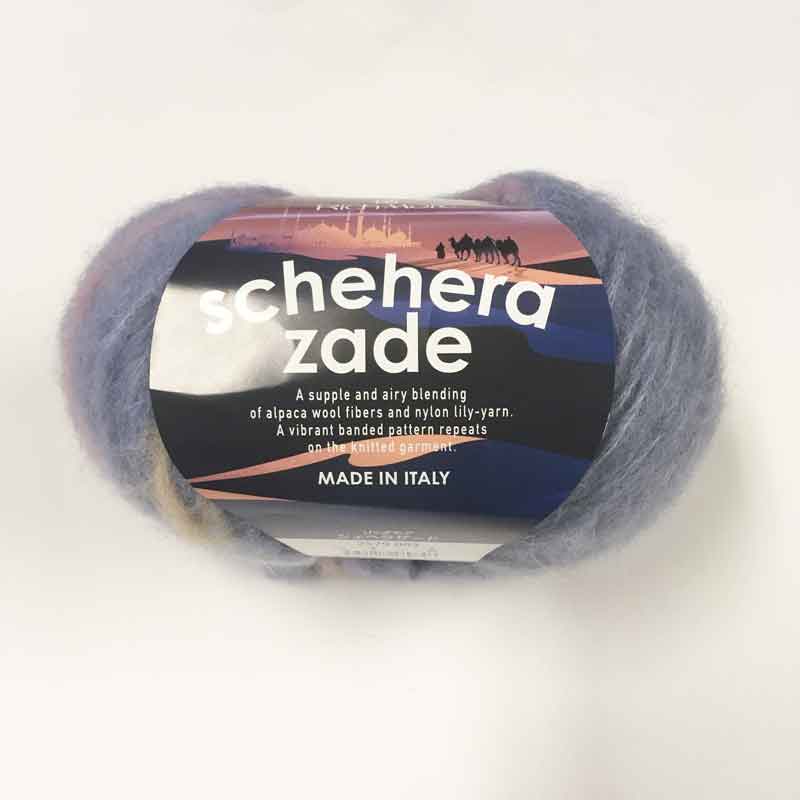 schehera
zade
A supple and airy blending
of alpaca wool fibers and nylon lily-yarn.
A vibrant banded pattern repeats
on the knitted garment.
MADE IN ITALY